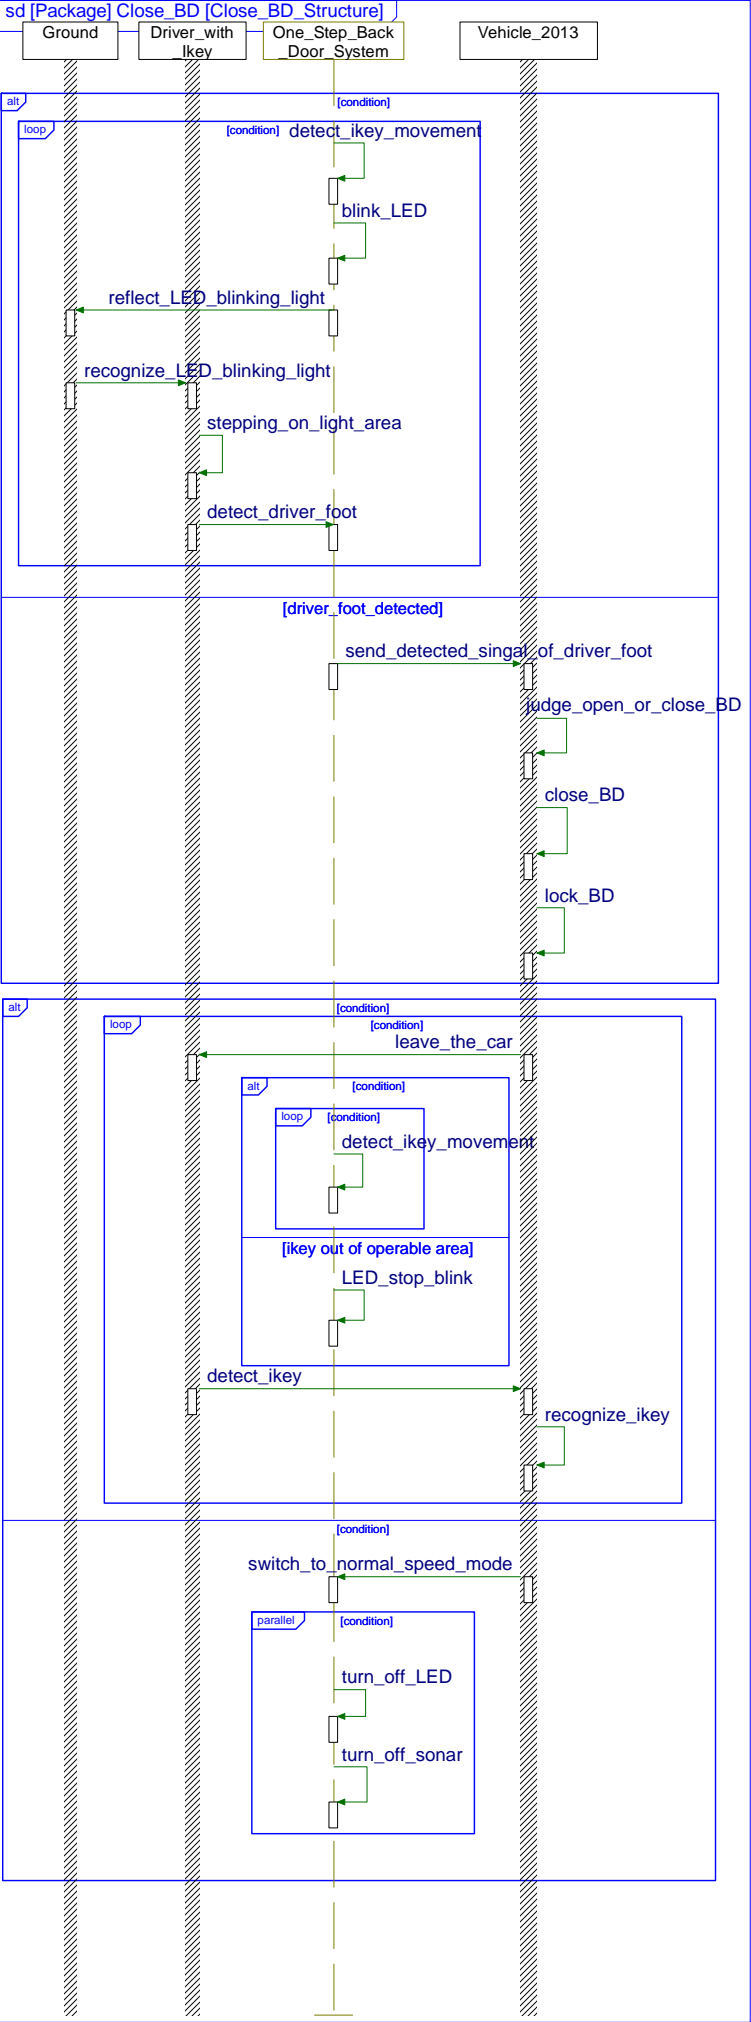 sd [Package] Close_BD [Close_BD_Structure]
Ground
Driver_with
_Ikey
One_Step_Back
_Door_System
Vehicle_2013
alt
[condition]
loop
[condition]
detect_ikey_movement
blink_LED
reflect_LED_blinking_light
recognize_LED_blinking_light
stepping_on_light_area
detect_driver_foot
[driver_foot_detected]
send_detected_singal_of_driver_foot
judge_open_or_close_BD
close_BD
lock_BD
alt
[condition]
loop
[condition]
leave_the_car
alt
[condition]
loop
[condition]
detect_ikey_movement
[ikey out of operable area]
LED_stop_blink
detect_ikey
recognize_ikey
[condition]
switch_to_normal_speed_mode
parallel
[condition]
turn_off_LED
turn_off_sonar